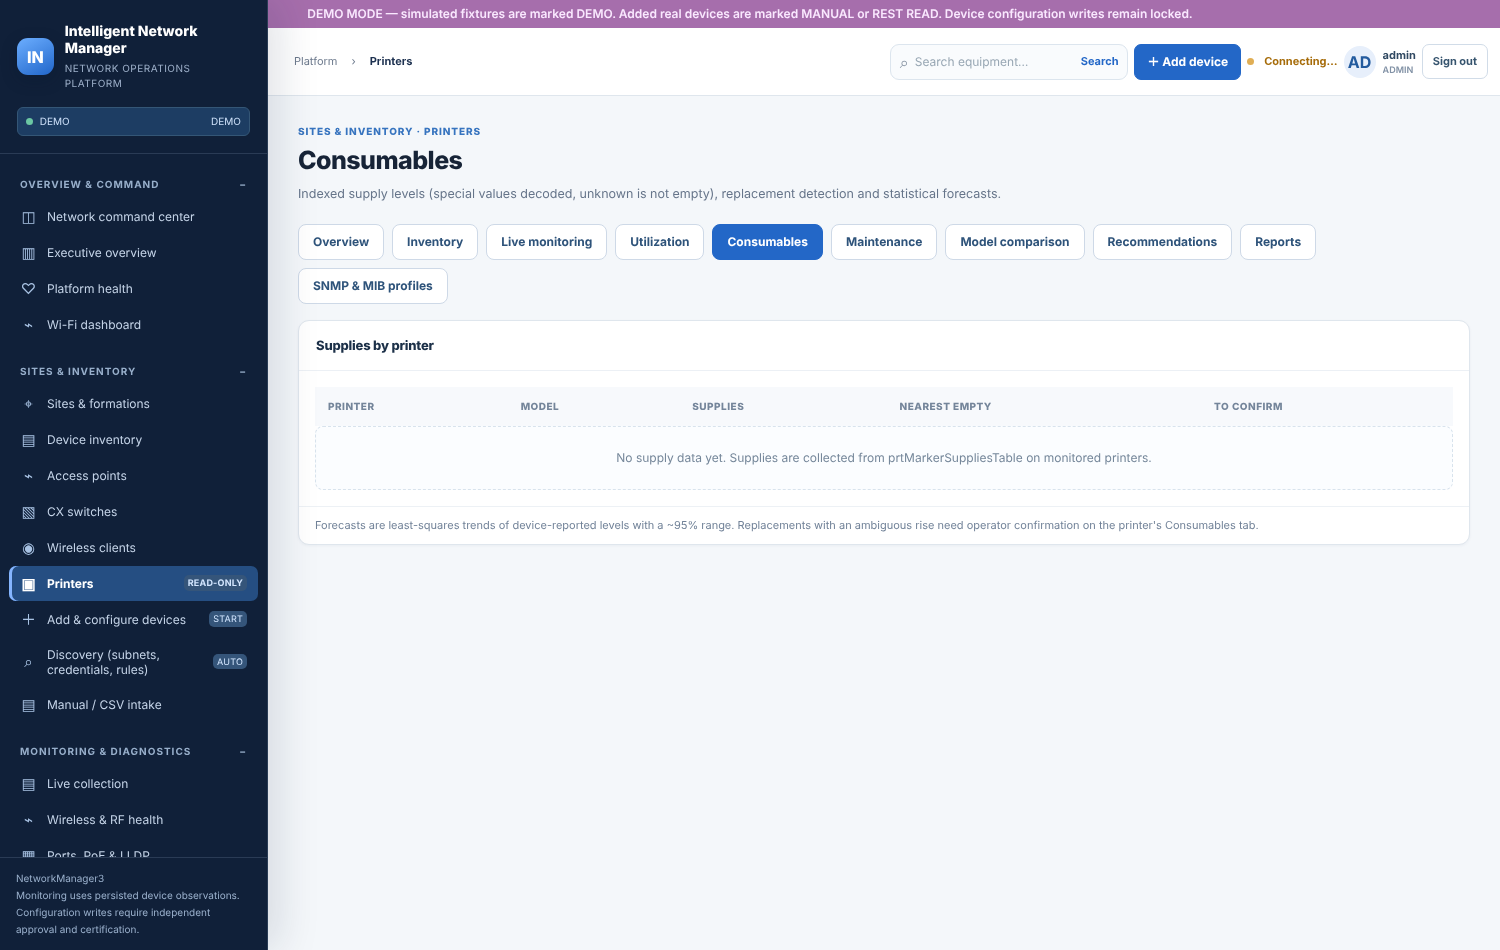 DEMO MODE — simulated fixtures are marked DEMO. Added real devices are marked MANUAL or REST READ. Device configuration writes remain locked.
IN
Intelligent Network
Manager
NETWORK OPERATIONS
PLATFORM
DEMO DEMO
OVERVIEW & COMMAND –
Network command center
Executive overview
Platform health
Wi-Fi dashboard
SITES & INVENTORY –
Sites & formations
Device inventory
Access points
CX switches
Wireless clients
Printers READ-ONLY
Add & configure devices START
Discovery (subnets,
credentials, rules) AUTO
Manual / CSV intake
MONITORING & DIAGNOSTICS –
Live collection
Wireless & RF health
Ports, PoE & LLDP
NetworkManager3
Monitoring uses persisted device observations.
Configuration writes require independent
approval and certification.
Platform › Printers
Search equipment... Search
+ Add device
Connecting...
AD
admin
ADMIN
Sign out
SITES & INVENTORY · PRINTERS
Consumables
Indexed supply levels (special values decoded, unknown is not empty), replacement detection and statistical forecasts.
Overview Inventory Live monitoring Utilization Consumables Maintenance Model comparison Recommendations Reports
SNMP & MIB profiles
Supplies by printer
PRINTER MODEL SUPPLIES NEAREST EMPTY TO CONFIRM
No supply data yet. Supplies are collected from prtMarkerSuppliesTable on monitored printers.
Forecasts are least-squares trends of device-reported levels with a ~95% range. Replacements with an ambiguous rise need operator confirmation on the printer's Consumables tab.